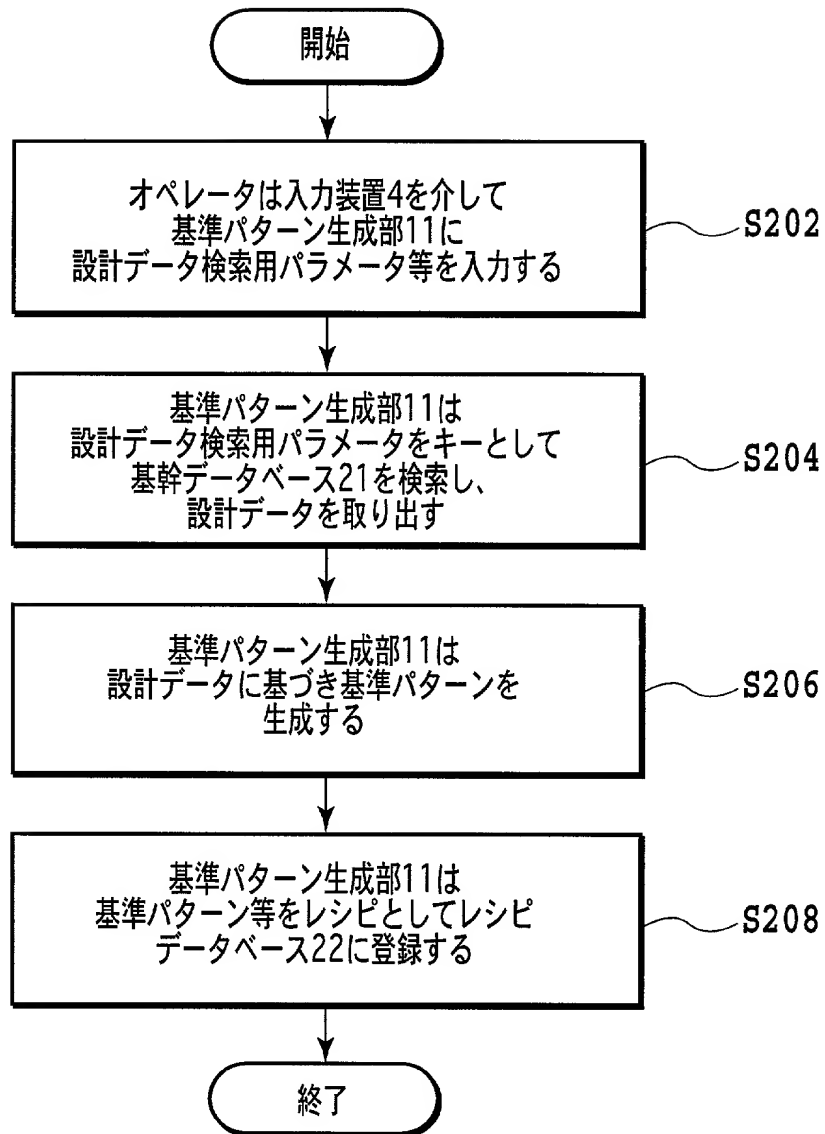 開始
オペレータは入力装置4を介して
基準パターン生成部11に
設計データ検索用パラメータ等を入力する
S202
基準パターン生成部11は
設計データ検索用パラメータをキーとして
基幹データベース21を検索し、
設計データを取り出す
S204
基準パターン生成部11は
設計データに基づき基準パターンを
生成する
S206
基準パターン生成部11は
基準パターン等をレシピとしてレシピ
データベース22に登録する
S208
終了